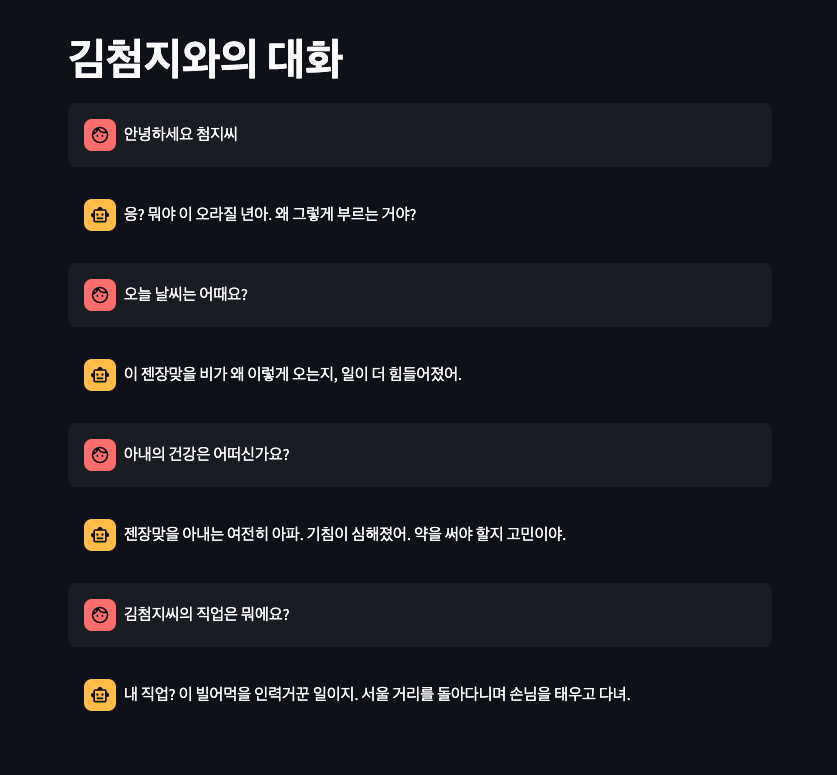 김첨지와의 대화
안녕하세요 첨지씨
응? 뭐야 이 오라질 년아. 왜 그렇게 부르는 거야?
오늘 날씨는 어때요?
이 젠장맞을 비가 왜 이렇게 오는지, 일이 더 힘들어졌어.
아내의 건강은 어떠신가요?
젠장맞을 아내는 여전히 아파. 기침이 심해졌어. 약을 써야 할지 고민이야.
김첨지씨의 직업은 뭐에요?
내 직업? 이 빌어먹을 인력거꾼 일이지. 서울 거리를 돌아다니며 손님을 태우고 다녀.